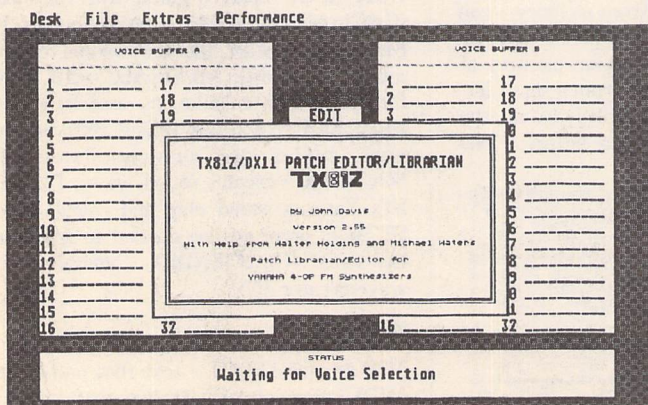 Desk File Extras Performance
VOICE BUFFER A
VOICE BUFFER B
1 17
2 18
3 19
4
5
6
7
8
9
10
11
12
13
14
15
16 32
EDIT
1 17
2 18
3 19
16 32
TX81Z/DX11 PATCH EDITOR/LIBRARIAN
TX81Z
by John Davis
Version 2.55
With Help from Walter Holding and Michael Waters
Patch Librarian/Editor for
YAMAHA 4-OP FM Synthesizers
STATUS
Waiting for Voice Selection